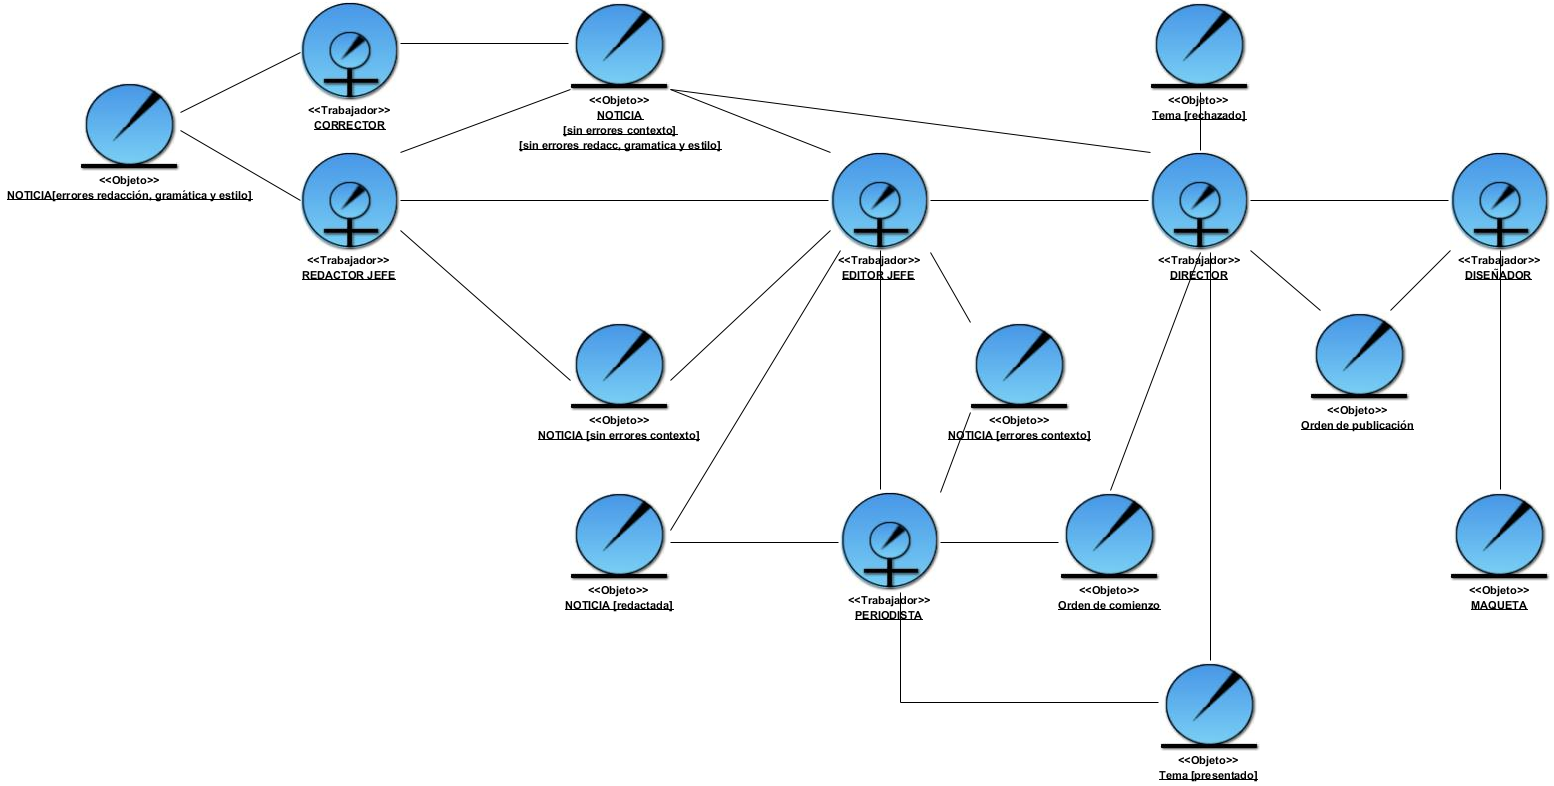 <<Trabajador>>
CORRECTOR
<<Objeto>>
NOTICIA
[sin errores contexto]
[sin errores redacc, gramatica y estilo]
<<Objeto>>
Tema [rechazado]
<<Objeto>>
NOTICIA[errores redacción, gramática y estilo]
<<Trabajador>>
REDACTOR JEFE
<<Trabajador>>
EDITOR JEFE
<<Trabajador>>
DIRECTOR
<<Trabajador>>
DISEÑADOR
<<Objeto>>
NOTICIA [sin errores contexto]
<<Objeto>>
NOTICIA [errores contexto]
<<Objeto>>
Orden de publicación
<<Objeto>>
NOTICIA [redactada]
<<Trabajador>>
PERIODISTA
<<Objeto>>
Orden de comienzo
<<Objeto>>
MAQUETA
<<Objeto>>
Tema [presentado]